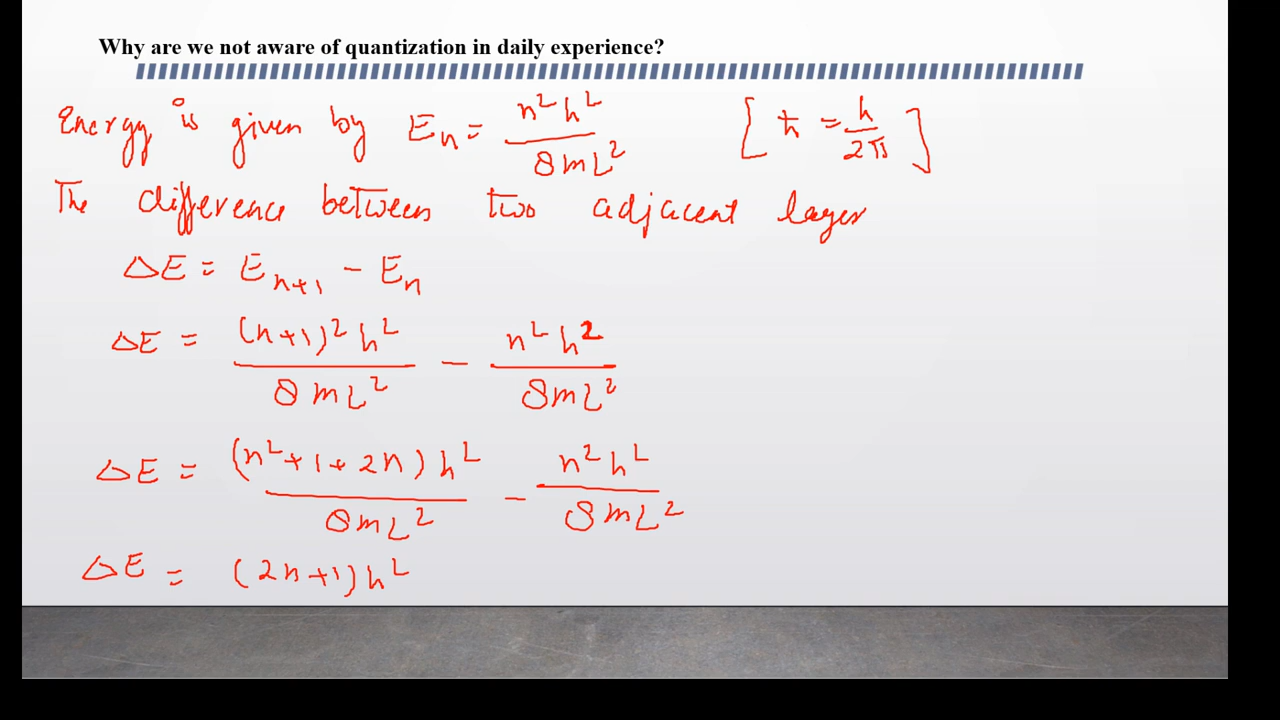 Why are we not aware of quantization in daily experience?
Energy is given by Eₙ = n²h² / 8mL² [ ħ = h / 2π ]
The difference between two adjacent layer
ΔE = Eₙ₊₁ − Eₙ
ΔE = (n+1)²h² / 8mL² − n²h² / 8mL²
ΔE = (n²+1+2n)h² / 8mL² − n²h² / 8mL²
ΔE = (2n+1)h²